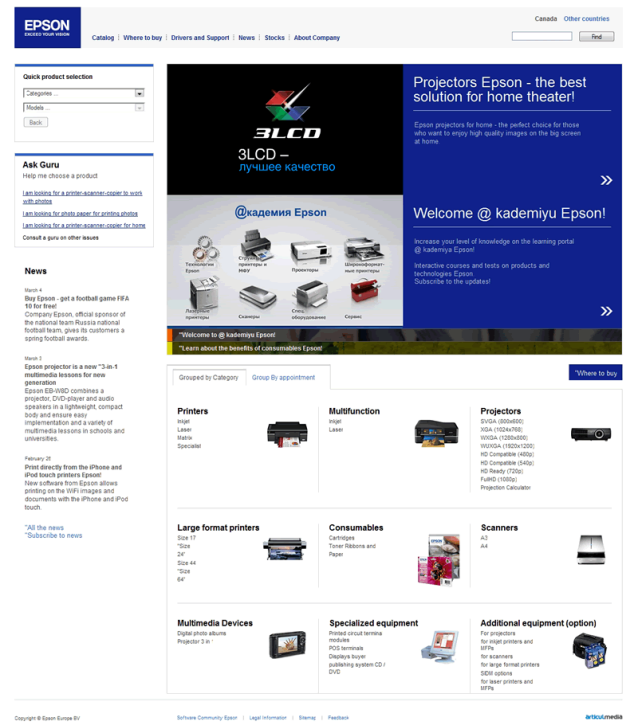 EPSON
EXCEED YOUR VISION
Canada Other countries
Catalog | Where to buy | Drivers and Support | News | Stocks | About Company
Find
Quick product selection
Categories ...
Models ...
Back
Ask Guru
Help me choose a product
I am looking for a printer-scanner-copier to work
with photos
I am looking for photo paper for printing photos
I am looking for a printer-scanner-copier for home
Consult a guru on other issues
News
March 4
Buy Epson - get a football game FIFA
10 for free!
Company Epson, official sponsor of
the national team Russia national
football team, gives its customers a
spring football awards.
March 3
Epson projector is a new "3-in-1
multimedia lessons for new
generation
Epson EB-W8D combines a
projector, DVD-player and audio
speakers in a lightweight, compact
body and ensure easy
implementation and a variety of
multimedia lessons in schools and
universities.
February 26
Print directly from the iPhone and
iPod touch printers Epson!
New software from Epson allows
printing on the WiFi images and
documents with the iPhone and iPod
touch.
"All the news
"Subscribe to news
3LCD
3LCD –
лучшее качество
Projectors Epson - the best
solution for home theater!
Epson projectors for home - the perfect choice for those
who want to enjoy high quality images on the big screen
at home.
»
@кадемия Epson
Технологии
Epson
Струйные
принтеры и
МФУ
Проекторы
Широкоформат-
ные принтеры
Лазерные
принтеры
Сканеры
Спец.
оборудование
Сервис
Welcome @ kademiyu Epson!
Increase your level of knowledge on the learning portal
@ kademiya Epson!
Interactive courses and tests on products and
technologies Epson
Subscribe to the updates!
»
"Welcome to @ kademiyu Epson!
"Learn about the benefits of consumables Epson!
Grouped by Category
Group By appointment
"Where to buy
Printers
Inkjet
Laser
Matrix
Specialist
Multifunction
Inkjet
Laser
Projectors
SVGA (800x600)
XGA (1024x768)
WXGA (1280x800)
WUXGA (1920x1200)
HD Compatible (480p)
HD Compatible (540p)
HD Ready (720p)
FullHD (1080p)
Projection Calculator
Large format printers
Size 17
"Size
24"
Size 44
"Size
64"
Consumables
Cartridges
Toner Ribbons and
Paper
Scanners
A3
A4
Multimedia Devices
Digital photo albums
Projector 3 in '
Specialized equipment
Printed circuit termina
modules
POS terminals
Displays buyer
publishing system CD /
DVD
Additional equipment (option)
For projectors
for inkjet printers and
MFPs
for scanners
for large format printers
SIDM options
for laser printers and
MFPs
Copyright © Epson Europe BV
Software Community Epson | Legal Information | Sitemap | Feedback
articulmedia